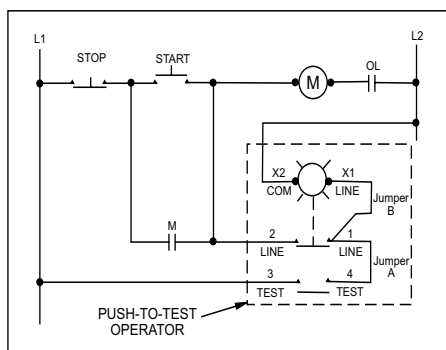 L1
L2
STOP
START
M
OL
X2
X1
COM
LINE
Jumper
B
M
2
1
LINE
LINE
Jumper
A
3
4
TEST
TEST
PUSH-TO-TEST
OPERATOR